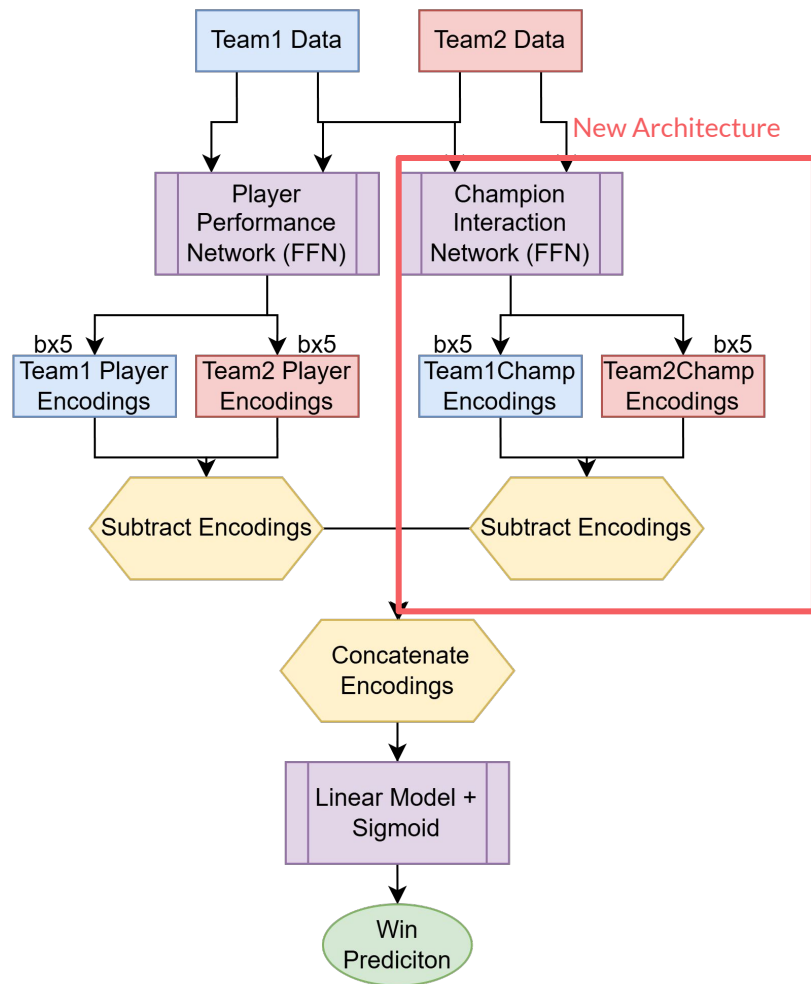 Team1 Data
Team2 Data
New Architecture
Player
Performance
Network (FFN)
Champion
Interaction
Network (FFN)
bx5
bx5
bx5
bx5
Team1 Player
Encodings
Team2 Player
Encodings
Team1Champ
Encodings
Team2Champ
Encodings
Subtract Encodings
Subtract Encodings
Concatenate
Encodings
Linear Model +
Sigmoid
Win
Prediciton